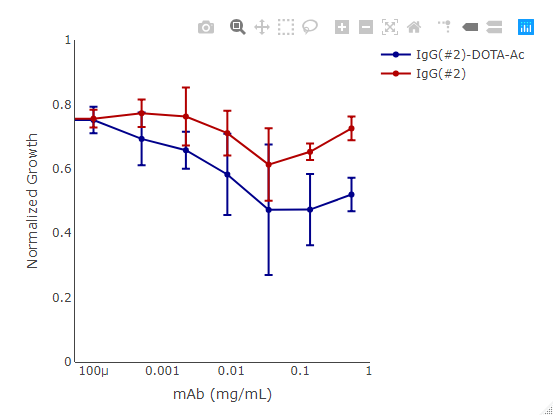 IgG(#2)-DOTA-Ac
IgG(#2)
1
0.8
0.6
0.4
0.2
0
Normalized Growth
100μ 0.001 0.01 0.1 1
mAb (mg/mL)